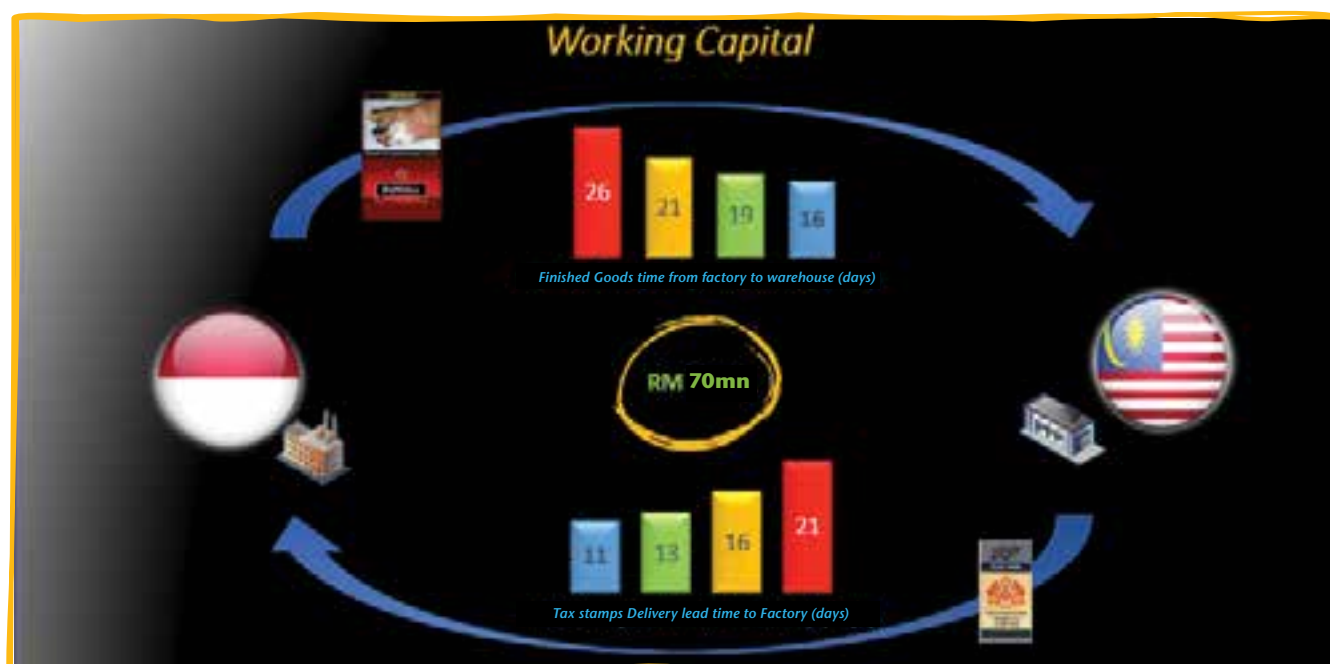 Working Capital
26
21
19
16
Finished Goods time from factory to warehouse (days)
RM 70mn
11
13
16
21
Tax stamps Delivery lead time to Factory (days)